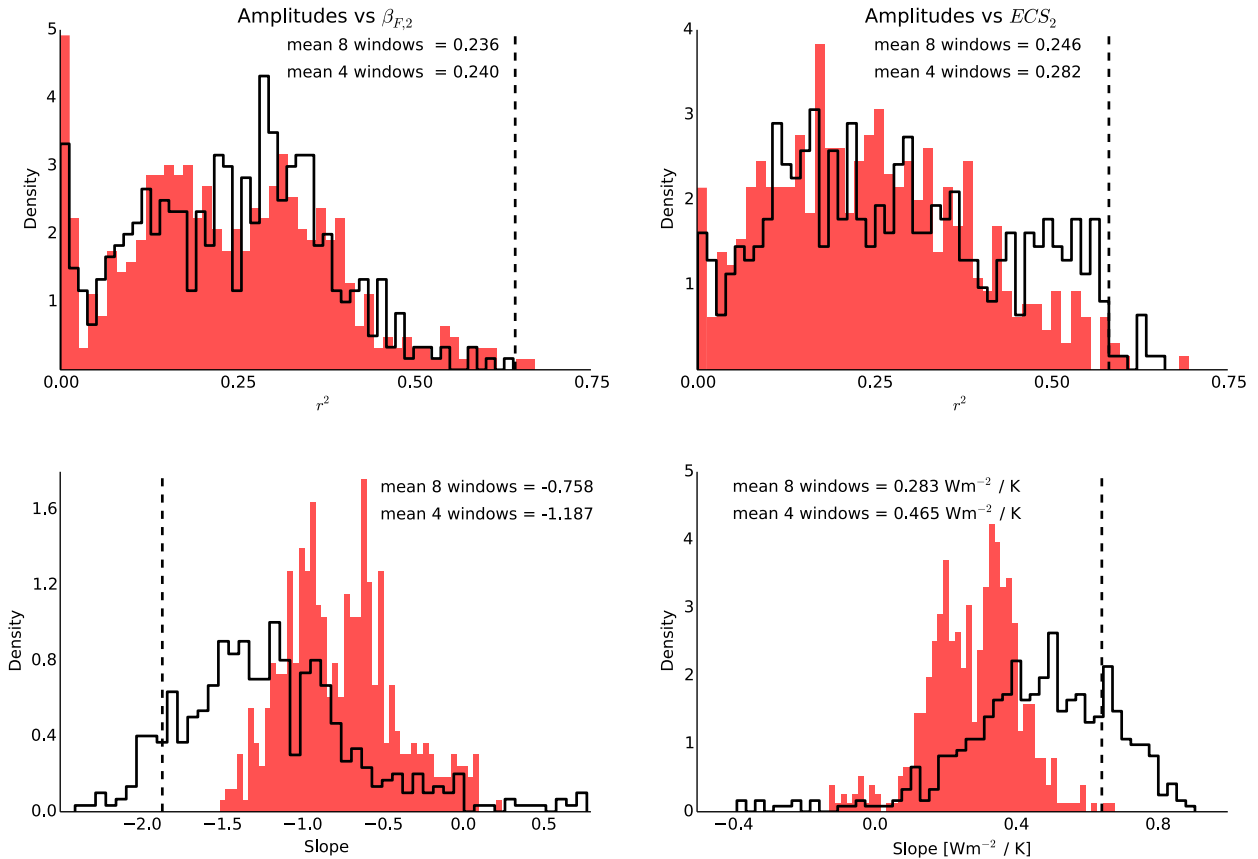 Amplitudes vs β_{F,2}
mean 8 windows = 0.236
mean 4 windows = 0.240
5
4
3
2
1
Density
0.00
0.25
0.50
0.75
r²
Amplitudes vs ECS₂
mean 8 windows = 0.246
mean 4 windows = 0.282
4
3
2
1
Density
0.00
0.25
0.50
0.75
r²
mean 8 windows = -0.758
mean 4 windows = -1.187
1.6
1.2
0.8
0.4
0.0
Density
−2.0
−1.5
−1.0
−0.5
0.0
0.5
Slope
mean 8 windows = 0.283 Wm⁻² / K
mean 4 windows = 0.465 Wm⁻² / K
5
4
3
2
1
0
Density
−0.4
0.0
0.4
0.8
Slope [Wm⁻² / K]